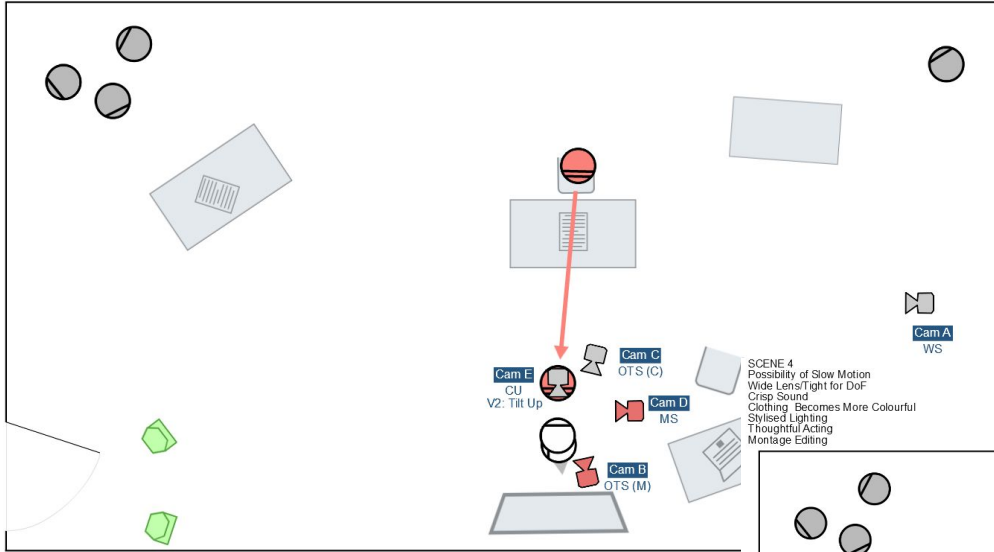 Cam A
WS
Cam C
OTS (C)
Cam E
CU
V2: Tilt Up
Cam D
MS
Cam B
OTS (M)
SCENE 4
Possibility of Slow Motion
Wide Lens/Tight for DoF
Crisp Sound
Clothing Becomes More Colourful
Stylised Lighting
Thoughtful Acting
Montage Editing